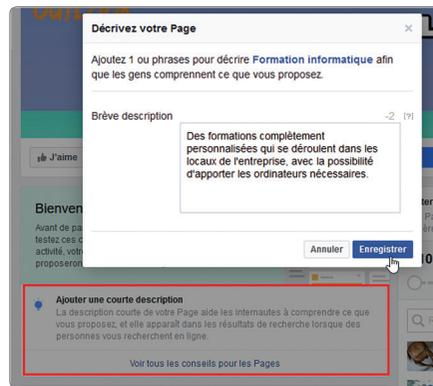 OUTLOOK
Décrivez votre Page
Ajoutez 1 ou phrases pour décrire Formation informatique afin
que les gens comprennent ce que vous proposez.
Brève description
-2 [?]
Des formations complètement
personnalisées qui se déroulent dans les
locaux de l'entreprise, avec la possibilité
d'apporter les ordinateurs nécessaires.
J'aime
Annuler
Enregistrer
Bienven
Avant de pa
testez ces c
activité, votr
proposeron
Ajouter une courte description
La description courte de votre Page aide les internautes à comprendre ce que
vous proposez, et elle apparaît dans les résultats de recherche lorsque des
personnes vous recherchent en ligne.
Voir tous les conseils pour les Pages